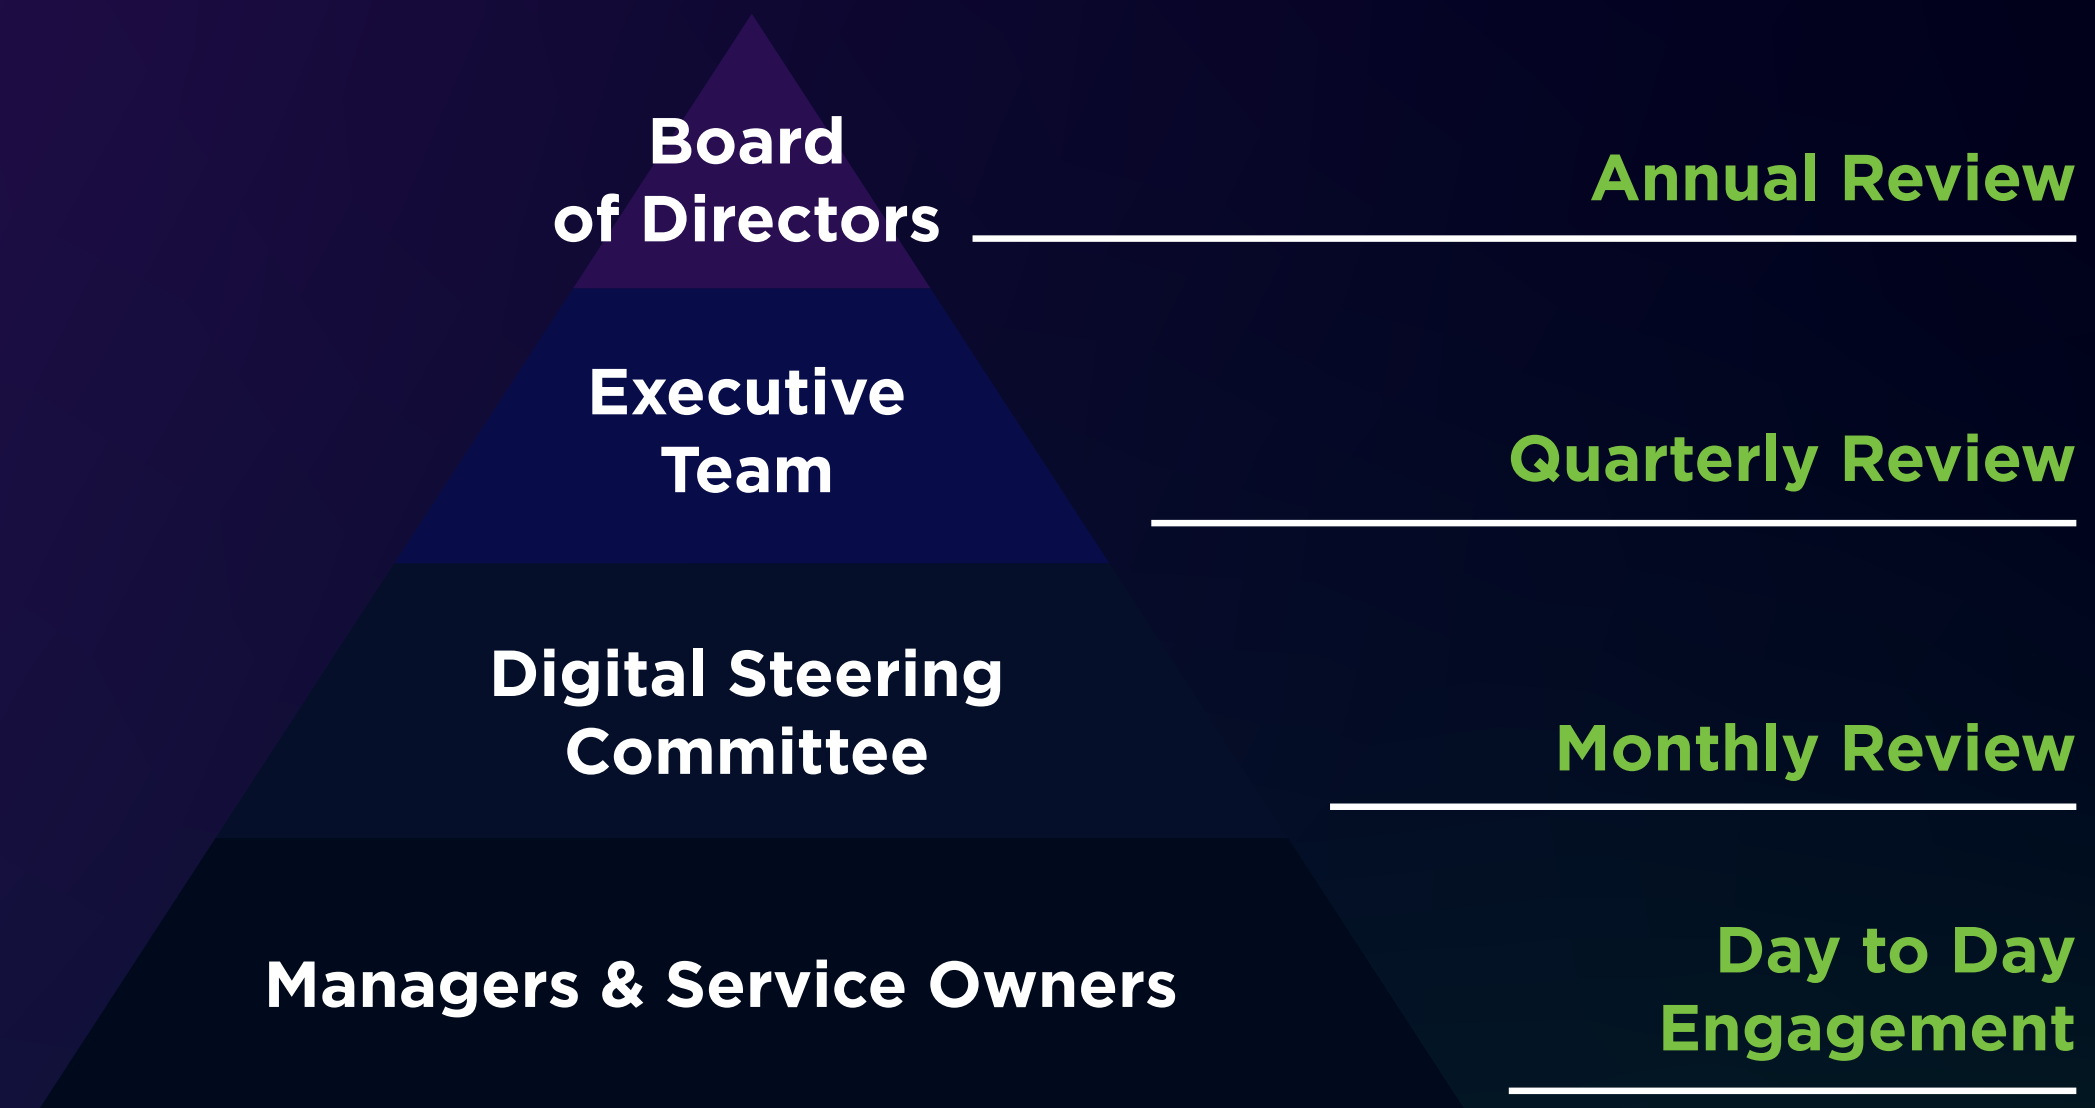 Board
of Directors
Annual Review
Executive
Team
Quarterly Review
Digital Steering
Committee
Monthly Review
Managers & Service Owners
Day to Day
Engagement